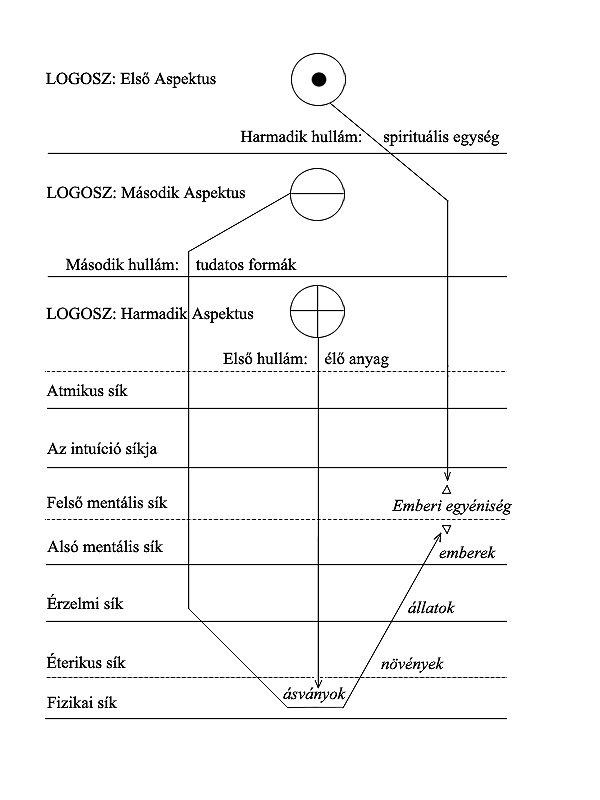 LOGOSZ: Első Aspektus
Harmadik hullám: spirituális egység
LOGOSZ: Második Aspektus
Második hullám: tudatos formák
LOGOSZ: Harmadik Aspektus
Első hullám: élő anyag
Atmikus sík
Az intuíció síkja
Felső mentális sík
Emberi egyéniség
Alsó mentális sík
emberek
Érzelmi sík
állatok
Éterikus sík
növények
ásványok
Fizikai sík